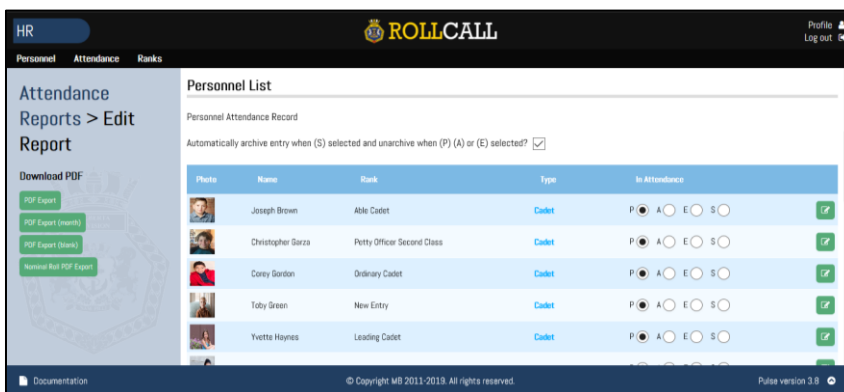 HR
ROLLCALL
Profile
Log out
Personnel Attendance Ranks
Attendance
Reports > Edit
Report
Download PDF
PDF Export
PDF Export (month)
PDF Export (blank)
Nominal Roll PDF Export
Personnel List
Personnel Attendance Record
Automatically archive entry when (S) selected and unarchive when (P) (A) or (E) selected?
Photo Name Rank Type In Attendance
Joseph Brown Able Cadet Cadet P A E S
Christopher Garza Petty Officer Second Class Cadet P A E S
Corey Gordon Ordinary Cadet Cadet P A E S
Toby Green New Entry Cadet P A E S
Yvette Haynes Leading Cadet Cadet P A E S
Documentation © Copyright MB 2011-2019. All rights reserved. Pulse version 3.8